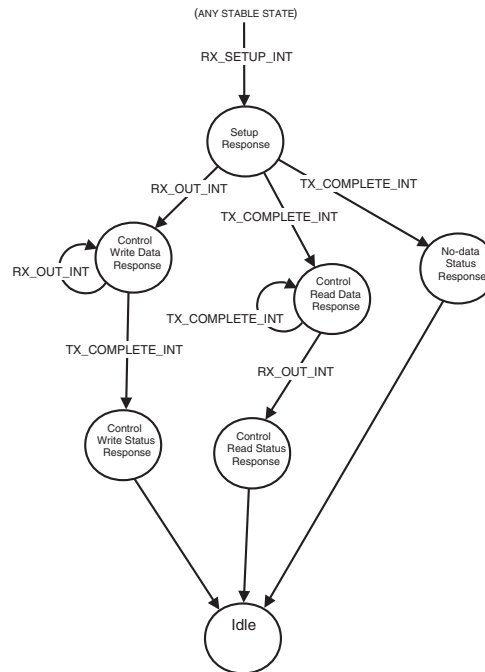 (ANY STABLE STATE)
RX_SETUP_INT
Setup
Response
RX_OUT_INT
TX_COMPLETE_INT
TX_COMPLETE_INT
Control
Write Data
Response
RX_OUT_INT
Control
Read Data
Response
TX_COMPLETE_INT
No-data
Status
Response
TX_COMPLETE_INT
RX_OUT_INT
Control
Write Status
Response
Control
Read Status
Response
Idle